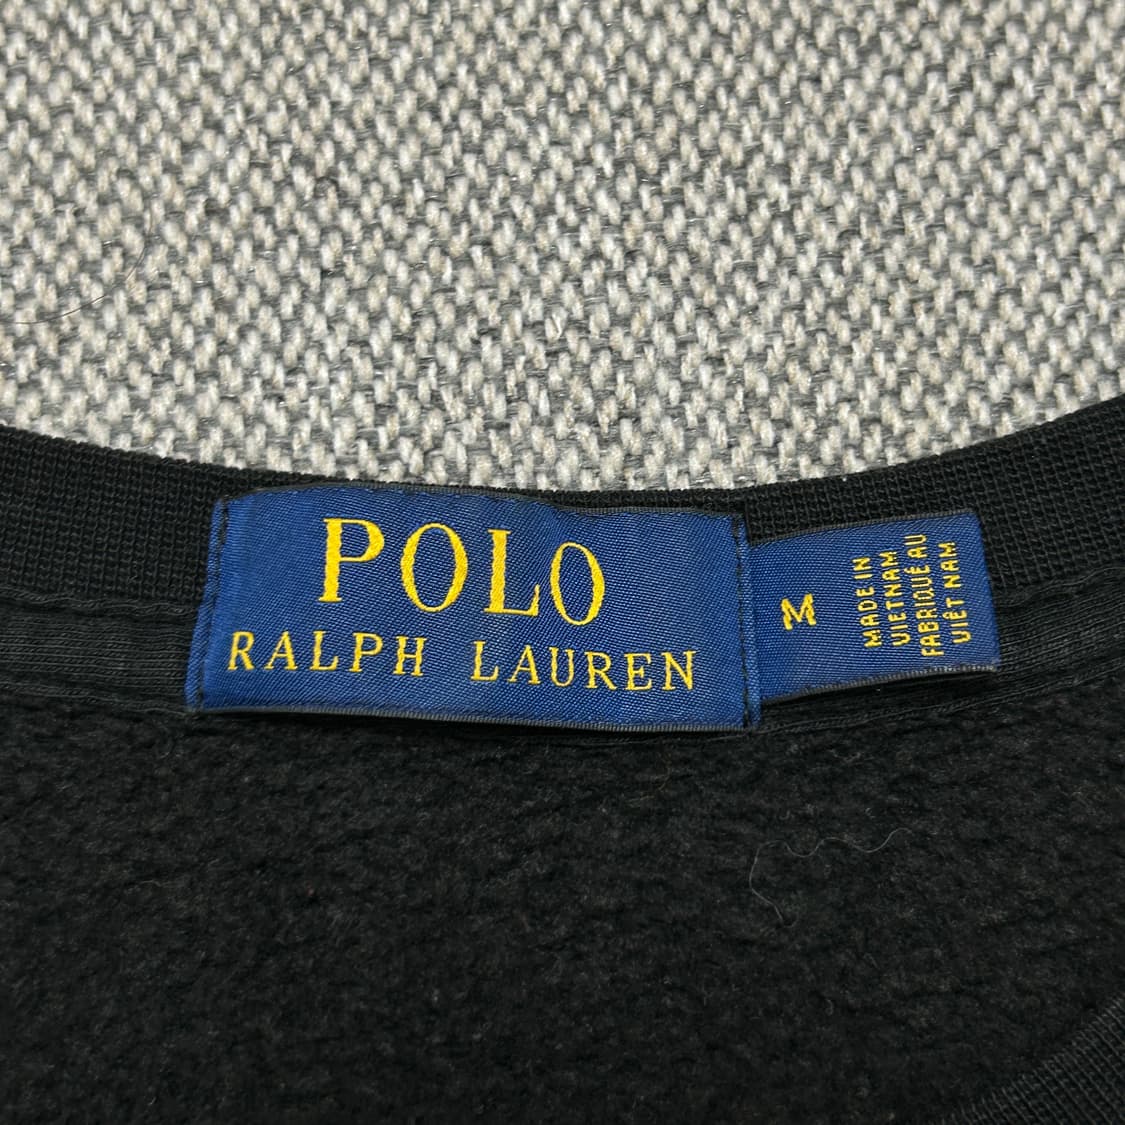 POLO
RALPH LAUREN
M
MADE IN
VIETNAM
FABRIQUÉ AU
VIÊT NAM